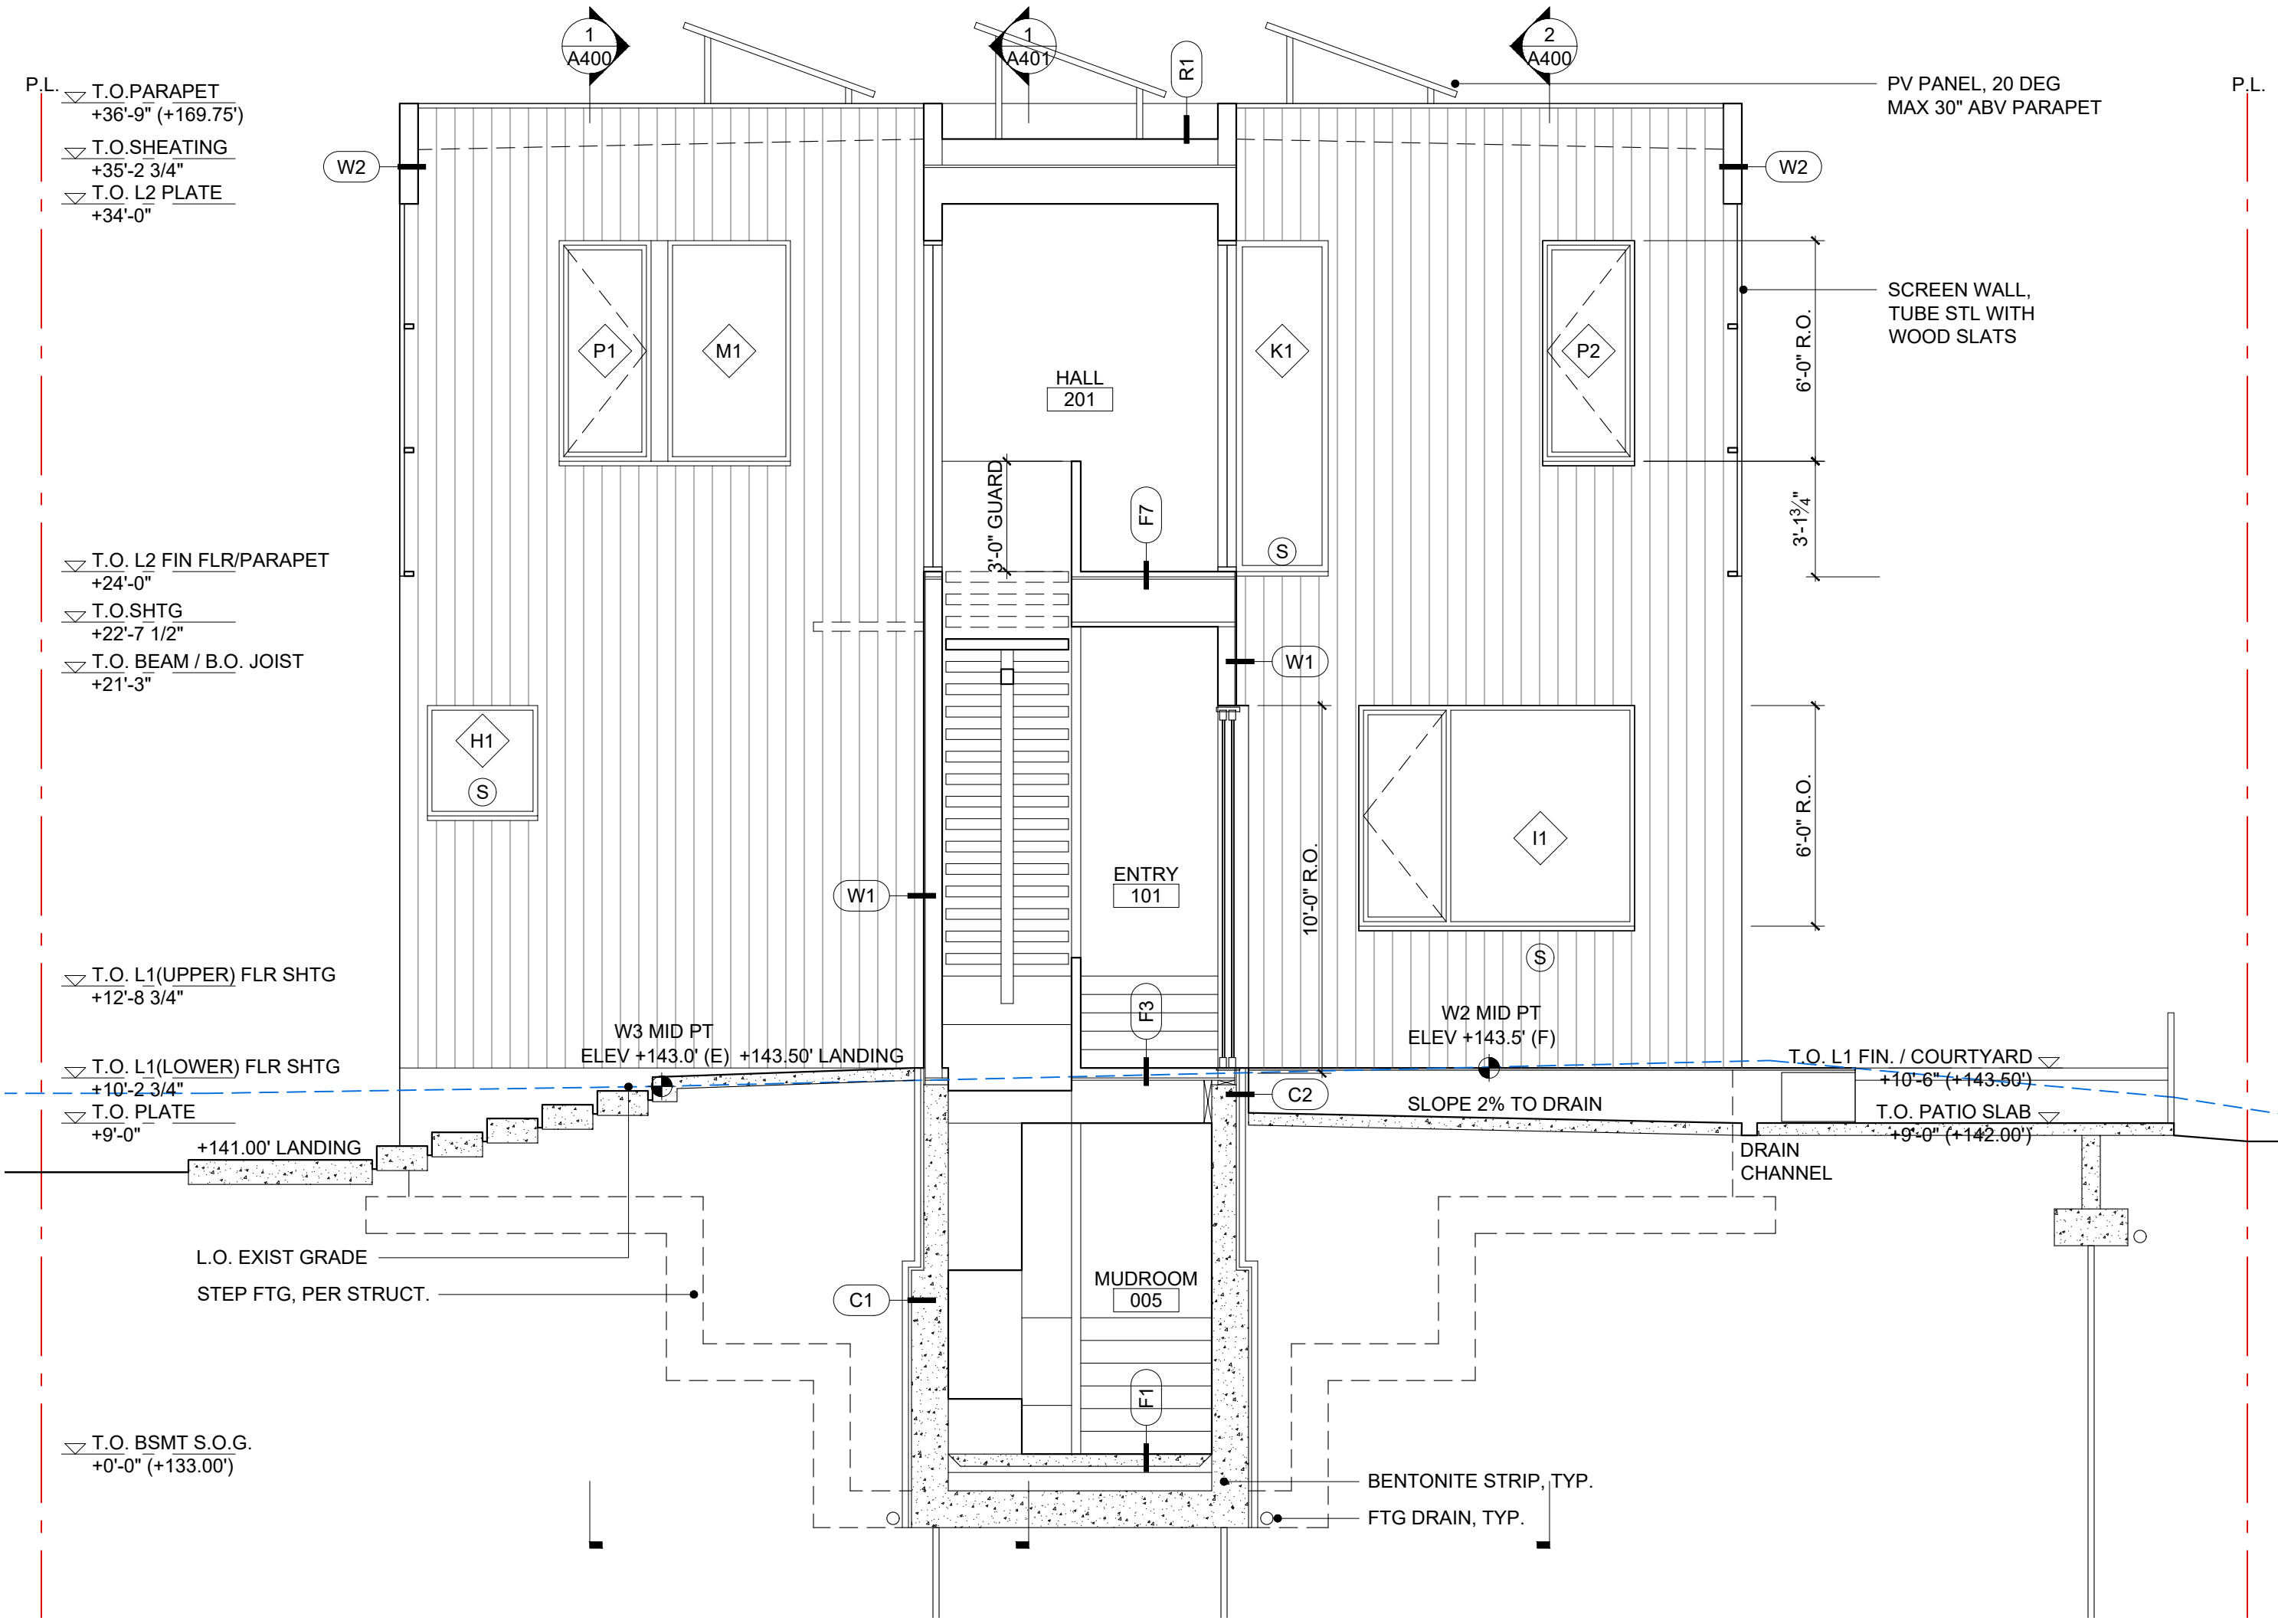 1
A400
1
A401
R1
2
A400
P.L.
T.O.PARAPET
+36'-9" (+169.75')
PV PANEL, 20 DEG
MAX 30" ABV PARAPET
P.L.
T.O.SHEATING
+35'-2 3/4"
W2
W2
T.O. L2 PLATE
+34'-0"
SCREEN WALL,
TUBE STL WITH
WOOD SLATS
P1
M1
K1
P2
6'-0" R.O.
HALL
201
3'-0" GUARD
F7
S
3'-1¾"
T.O. L2 FIN FLR/PARAPET
+24'-0"
T.O.SHTG
+22'-7 1/2"
T.O. BEAM / B.O. JOIST
+21'-3"
W1
H1
S
I1
6'-0" R.O.
10'-0" R.O.
ENTRY
101
W1
S
T.O. L1(UPPER) FLR SHTG
+12'-8 3/4"
F3
W3 MID PT
ELEV +143.0' (E)
+143.50' LANDING
W2 MID PT
ELEV +143.5' (F)
T.O. L1(LOWER) FLR SHTG
+10'-2 3/4"
T.O. L1 FIN. / COURTYARD
+10'-6" (+143.50')
C2
SLOPE 2% TO DRAIN
T.O. PLATE
+9'-0"
T.O. PATIO SLAB
+9'-0" (+142.00')
+141.00' LANDING
DRAIN
CHANNEL
L.O. EXIST GRADE
STEP FTG, PER STRUCT.
C1
MUDROOM
005
F1
T.O. BSMT S.O.G.
+0'-0" (+133.00')
BENTONITE STRIP, TYP.
FTG DRAIN, TYP.